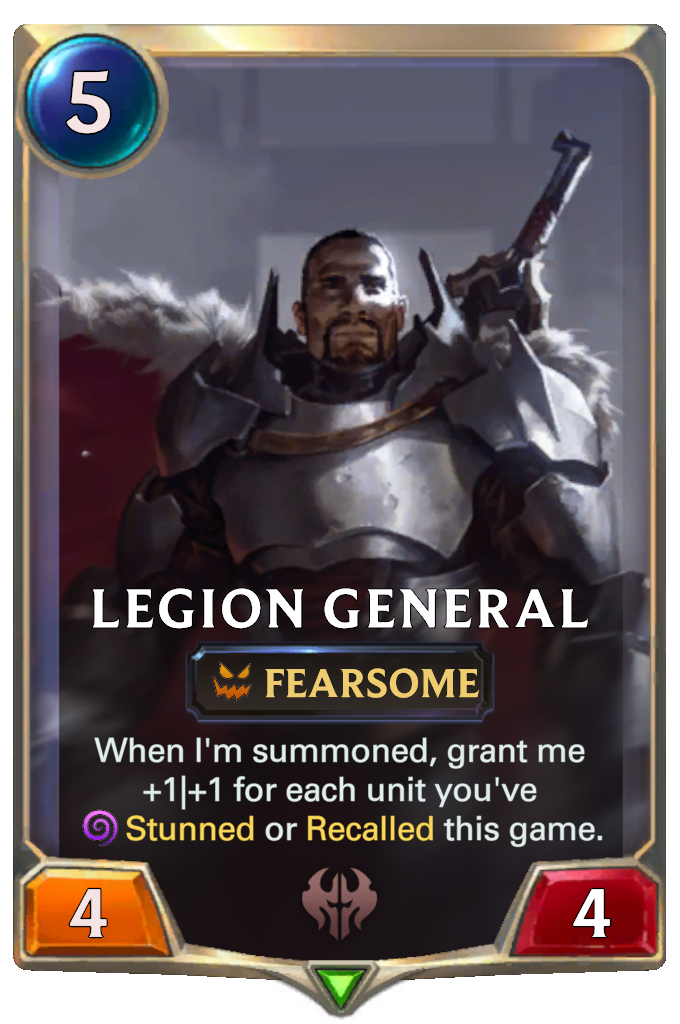 5
LEGION GENERAL
FEARSOME
When I'm summoned, grant me
+1|+1 for each unit you've
Stunned or Recalled this game.
4 4